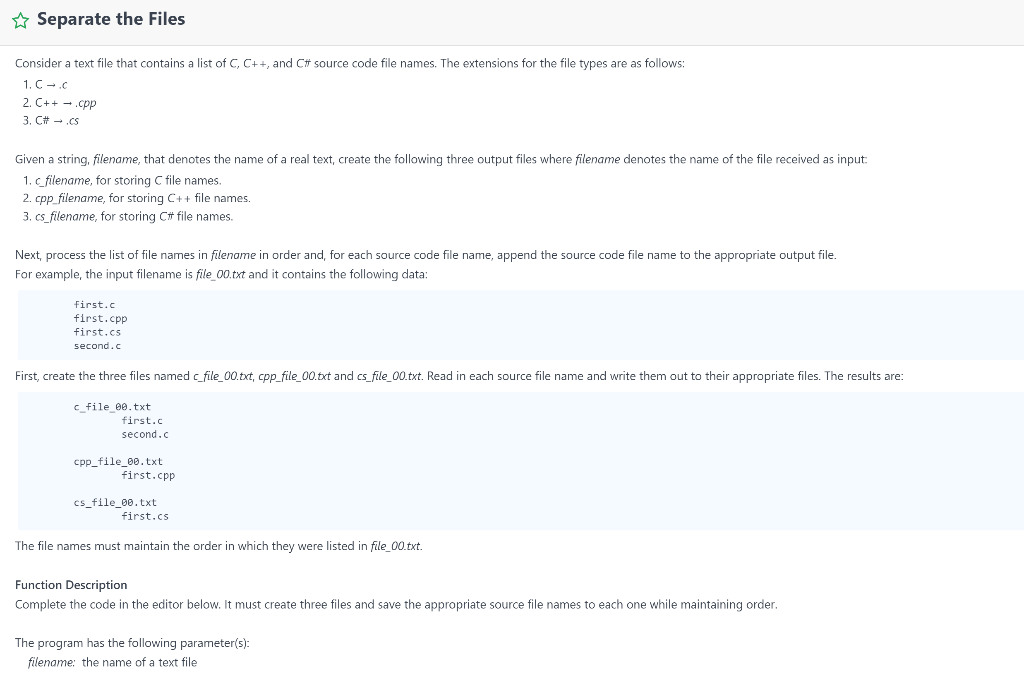 Separate the Files
Consider a text file that contains a list of C, C++, and C# source code file names. The extensions for the file types are as follows:
1. C → .c
2. C++ → .cpp
3. C# → .cs
Given a string, filename, that denotes the name of a real text, create the following three output files where filename denotes the name of the file received as input:
1. c_filename, for storing C file names.
2. cpp_filename, for storing C++ file names.
3. cs_filename, for storing C# file names.
Next, process the list of file names in filename in order and, for each source code file name, append the source code file name to the appropriate output file.
For example, the input filename is file_00.txt and it contains the following data:
first.c
first.cpp
first.cs
second.c
First, create the three files named c_file_00.txt, cpp_file_00.txt and cs_file_00.txt. Read in each source file name and write them out to their appropriate files. The results are:
c_file_00.txt
first.c
second.c
cpp_file_00.txt
first.cpp
cs_file_00.txt
first.cs
The file names must maintain the order in which they were listed in file_00.txt.
Function Description
Complete the code in the editor below. It must create three files and save the appropriate source file names to each one while maintaining order.
The program has the following parameter(s):
filename: the name of a text file